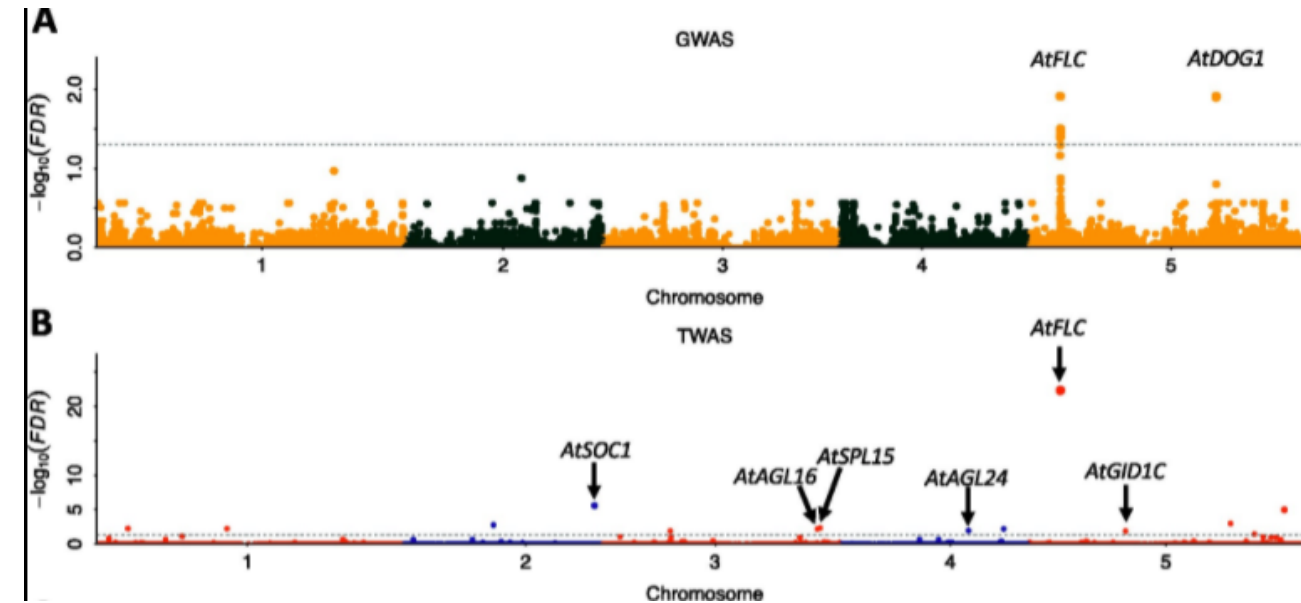 A
GWAS
AtFLC
AtDOG1
−log10(FDR)
2.0
1.0
0.0
1 2 3 4 5
Chromosome
B
TWAS
AtFLC
−log10(FDR)
20
10
5
0
AtSOC1
AtAGL16
AtSPL15
AtAGL24
AtGID1C
1 2 3 4 5
Chromosome